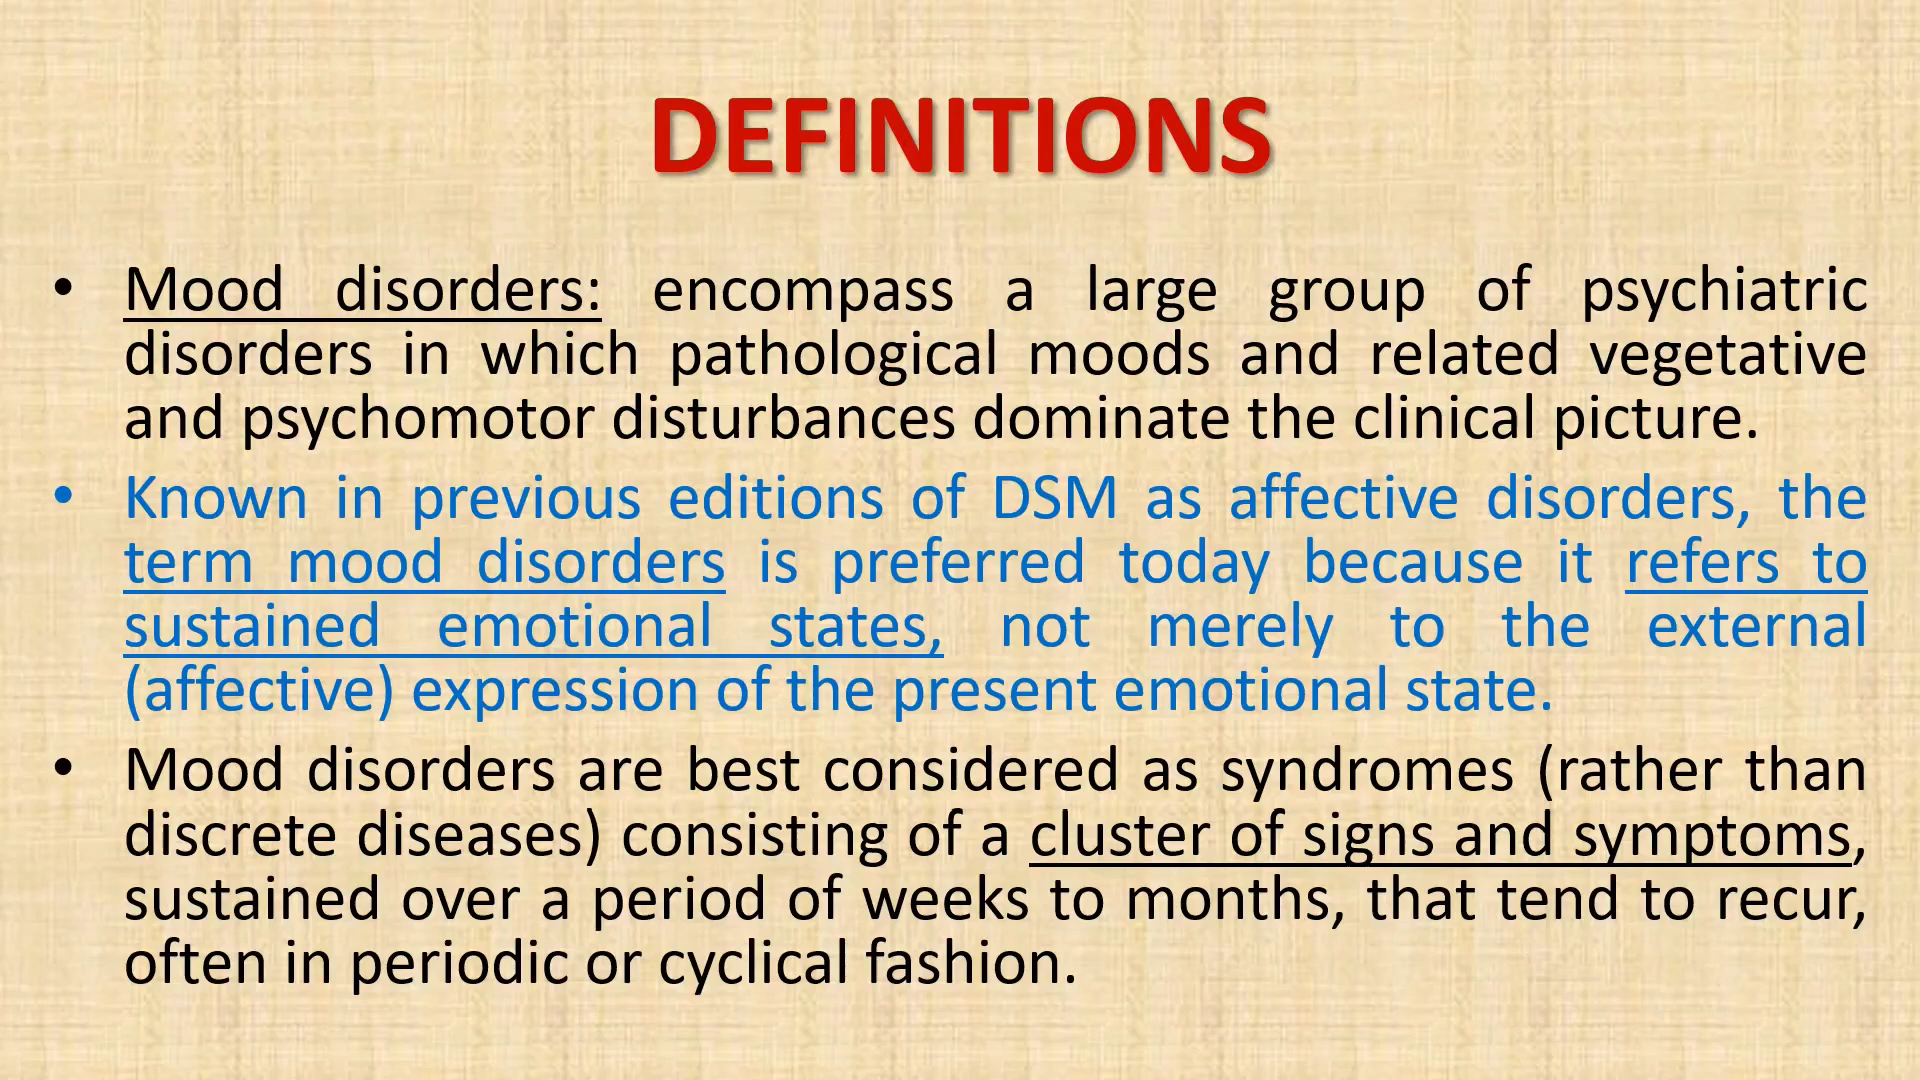 DEFINITIONS
• Mood disorders: encompass a large group of psychiatric
disorders in which pathological moods and related vegetative
and psychomotor disturbances dominate the clinical picture.
• Known in previous editions of DSM as affective disorders, the
term mood disorders is preferred today because it refers to
sustained emotional states, not merely to the external
(affective) expression of the present emotional state.
• Mood disorders are best considered as syndromes (rather than
discrete diseases) consisting of a cluster of signs and symptoms,
sustained over a period of weeks to months, that tend to recur,
often in periodic or cyclical fashion.